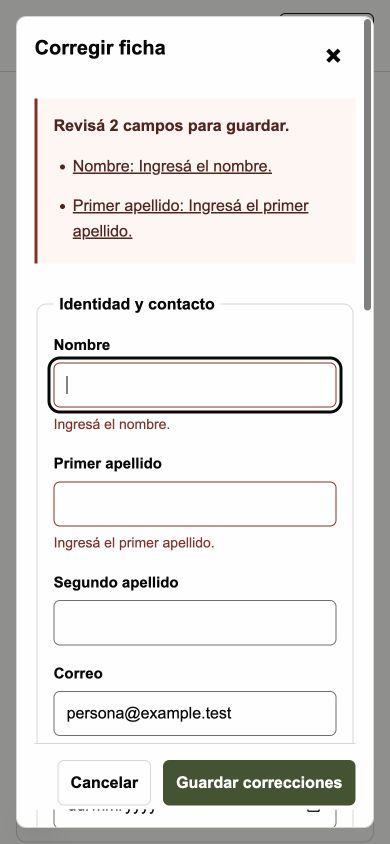 Corregir ficha
Revisá 2 campos para guardar.
Nombre: Ingresá el nombre.
Primer apellido: Ingresá el primer
apellido.
Identidad y contacto
Nombre
Ingresá el nombre.
Primer apellido
Ingresá el primer apellido.
Segundo apellido
Correo
persona@example.test
Cancelar
Guardar correcciones